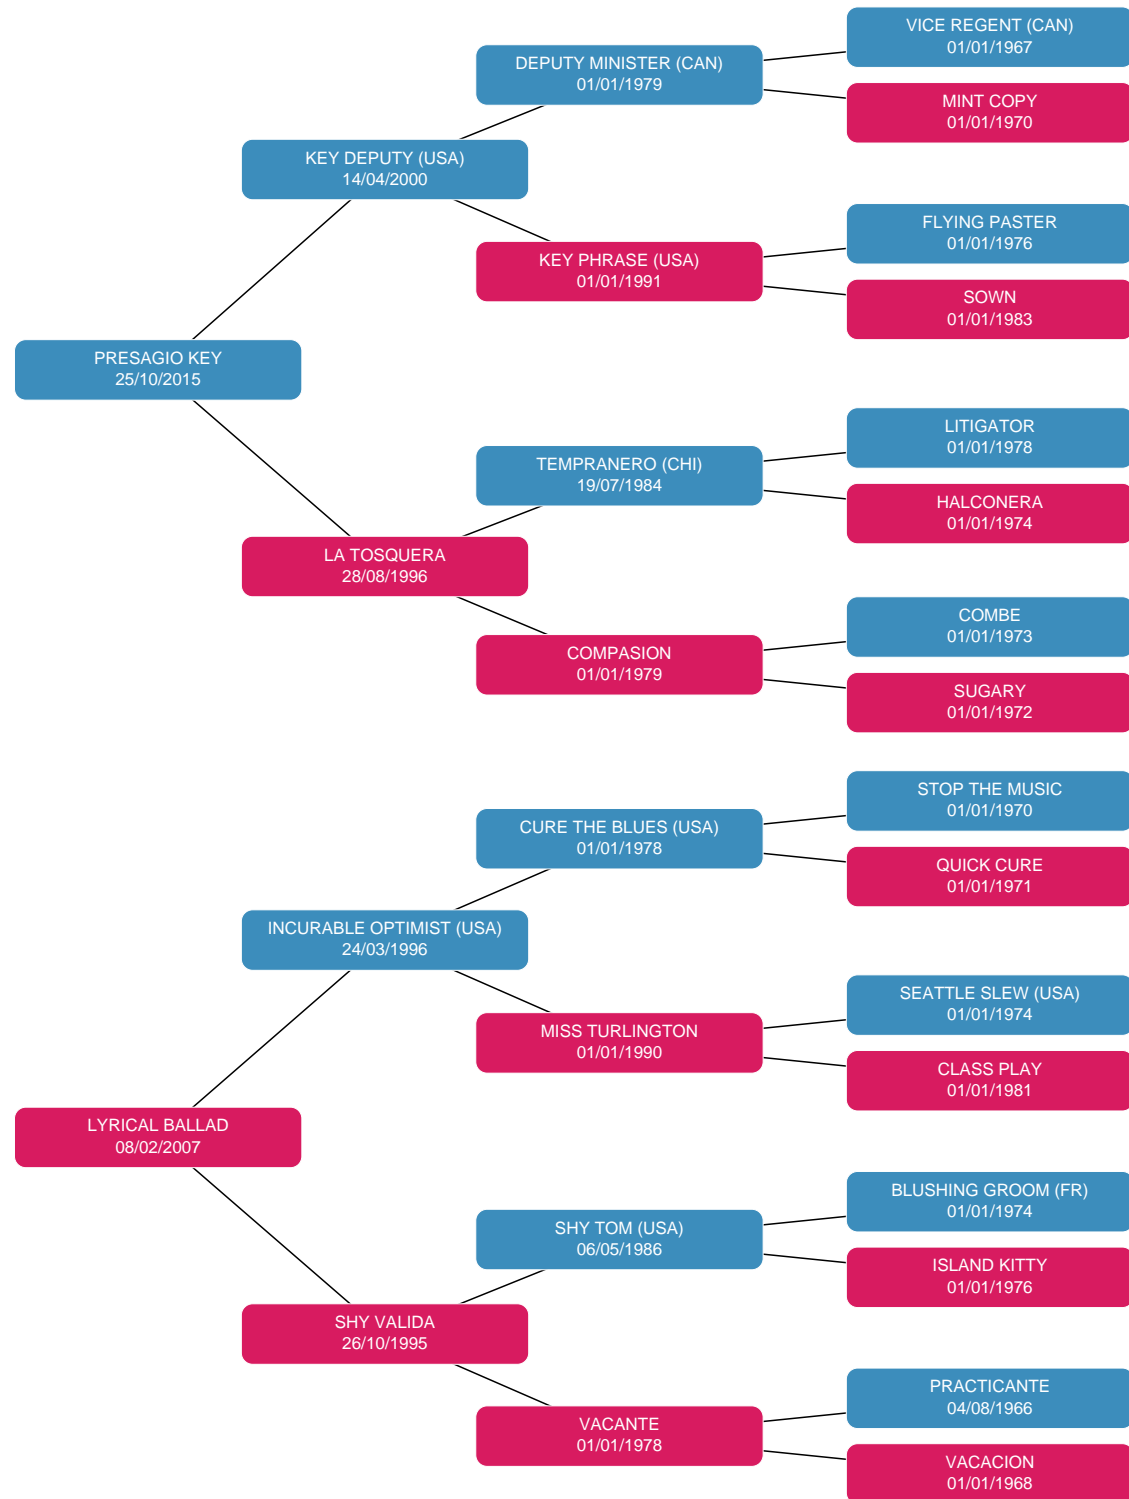 VICE REGENT (CAN)
01/01/1967
DEPUTY MINISTER (CAN)
01/01/1979
MINT COPY
01/01/1970
KEY DEPUTY (USA)
14/04/2000
FLYING PASTER
01/01/1976
KEY PHRASE (USA)
01/01/1991
SOWN
01/01/1983
PRESAGIO KEY
25/10/2015
LITIGATOR
01/01/1978
TEMPRANERO (CHI)
19/07/1984
HALCONERA
01/01/1974
LA TOSQUERA
28/08/1996
COMBE
01/01/1973
COMPASION
01/01/1979
SUGARY
01/01/1972
STOP THE MUSIC
01/01/1970
CURE THE BLUES (USA)
01/01/1978
QUICK CURE
01/01/1971
INCURABLE OPTIMIST (USA)
24/03/1996
SEATTLE SLEW (USA)
01/01/1974
MISS TURLINGTON
01/01/1990
CLASS PLAY
01/01/1981
LYRICAL BALLAD
08/02/2007
BLUSHING GROOM (FR)
01/01/1974
SHY TOM (USA)
06/05/1986
ISLAND KITTY
01/01/1976
SHY VALIDA
26/10/1995
PRACTICANTE
04/08/1966
VACANTE
01/01/1978
VACACION
01/01/1968